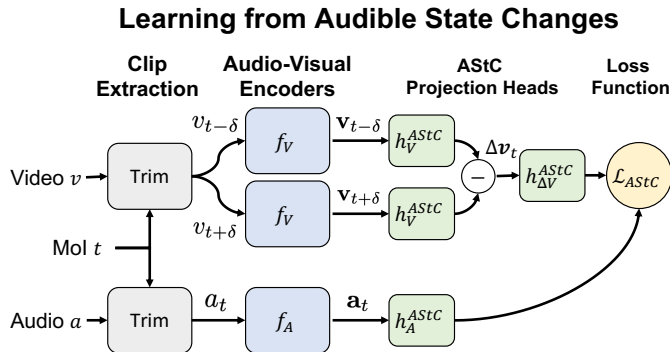 Learning from Audible State Changes
Clip Extraction
Audio-Visual Encoders
AStC Projection Heads
Loss Function
Video v
Trim
v_{t−δ}
f_V
𝐯_{t−δ}
h_V^{AStC}
v_{t+δ}
f_V
𝐯_{t+δ}
h_V^{AStC}
−
Δ𝒗_t
h_{ΔV}^{AStC}
ℒ_{AStC}
MoI t
Audio a
Trim
a_t
f_A
𝐚_t
h_A^{AStC}